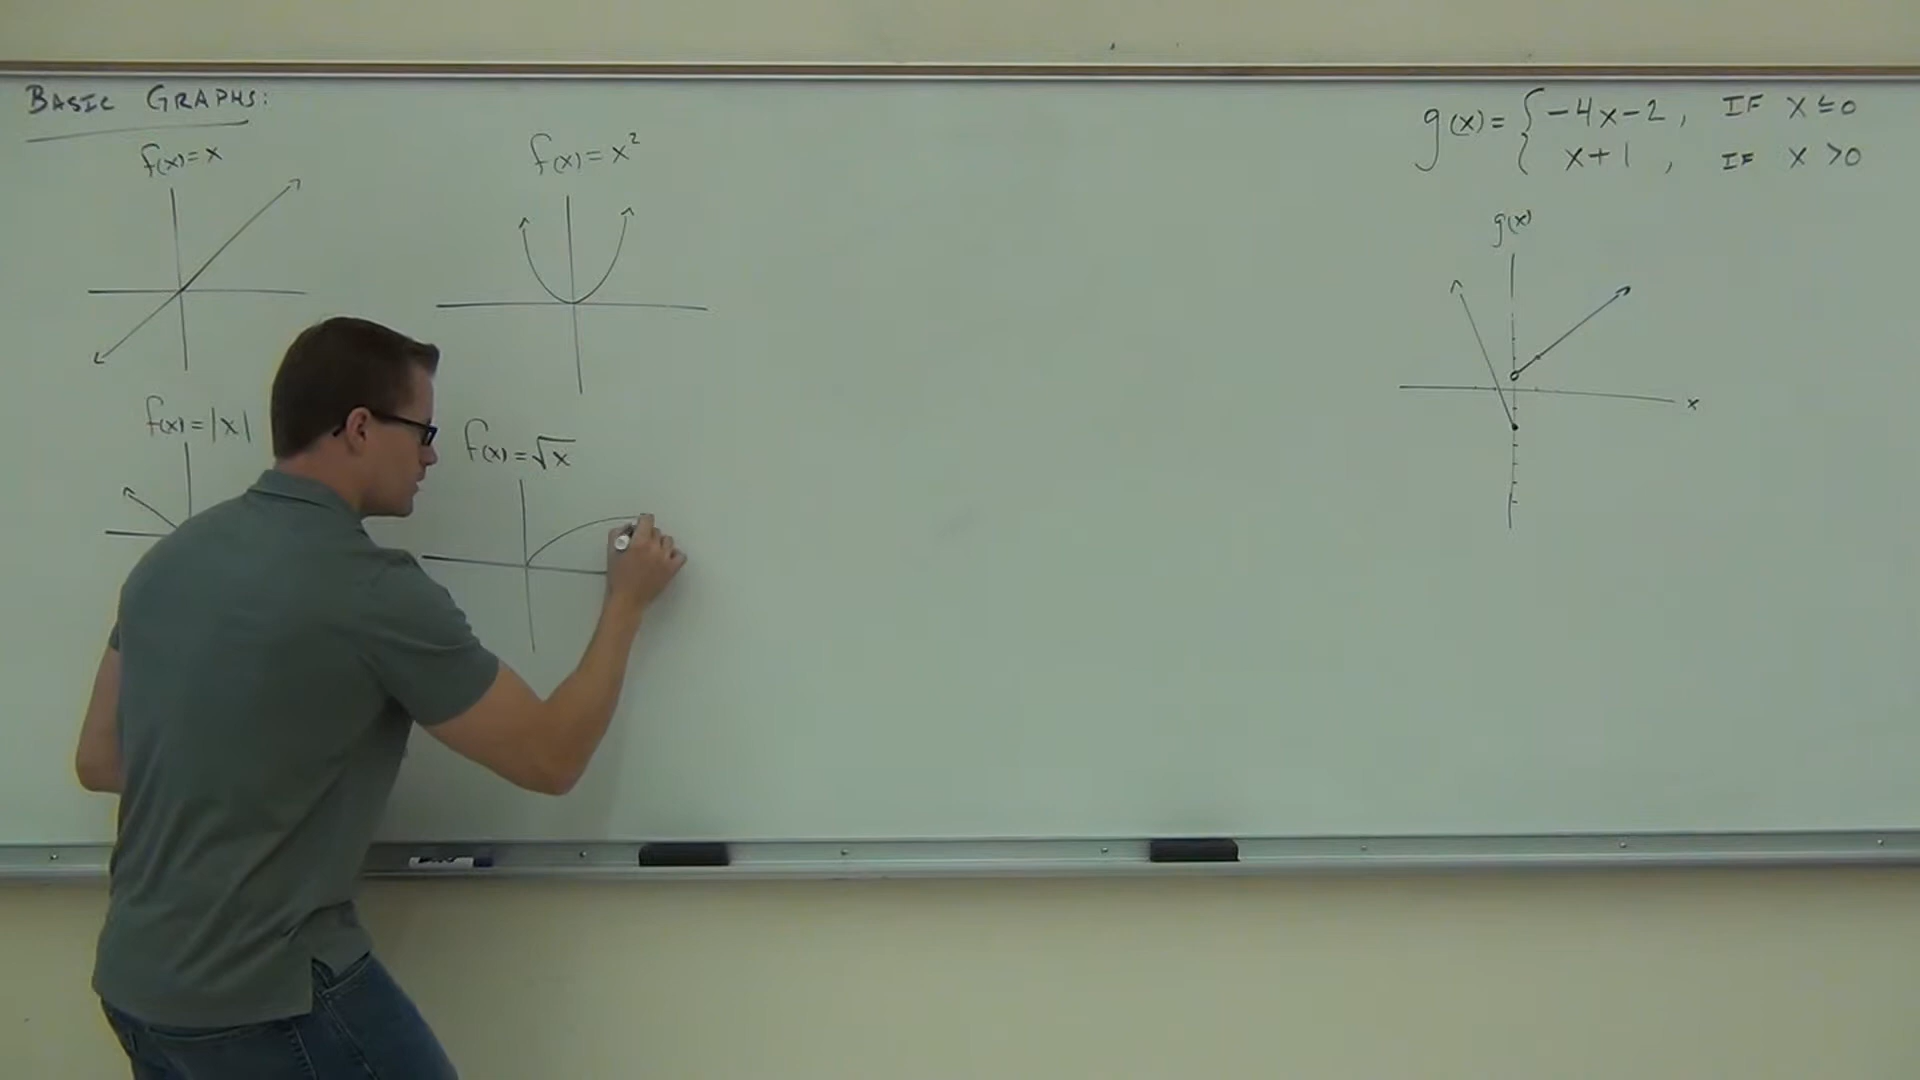 BASIC GRAPHS:
f(x)=x
f(x)=x²
f(x)=|x|
f(x)=√x
g(x)={-4x-2, IF x≤0
x+1, IF x>0
g(x)
x